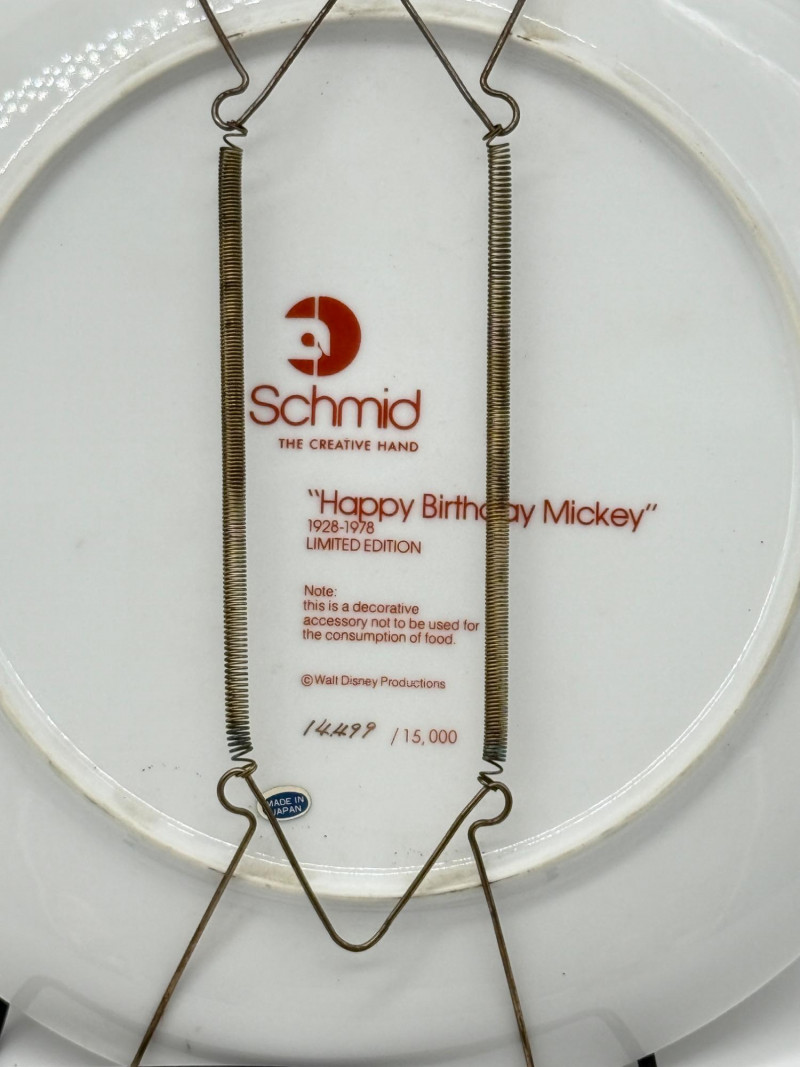 Schmid
THE CREATIVE HAND
"Happy Birthday Mickey"
1928-1978
LIMITED EDITION
Note:
this is a decorative
accessory not to be used for
the consumption of food.
©Walt Disney Productions
14499 /15,000
MADE IN
JAPAN